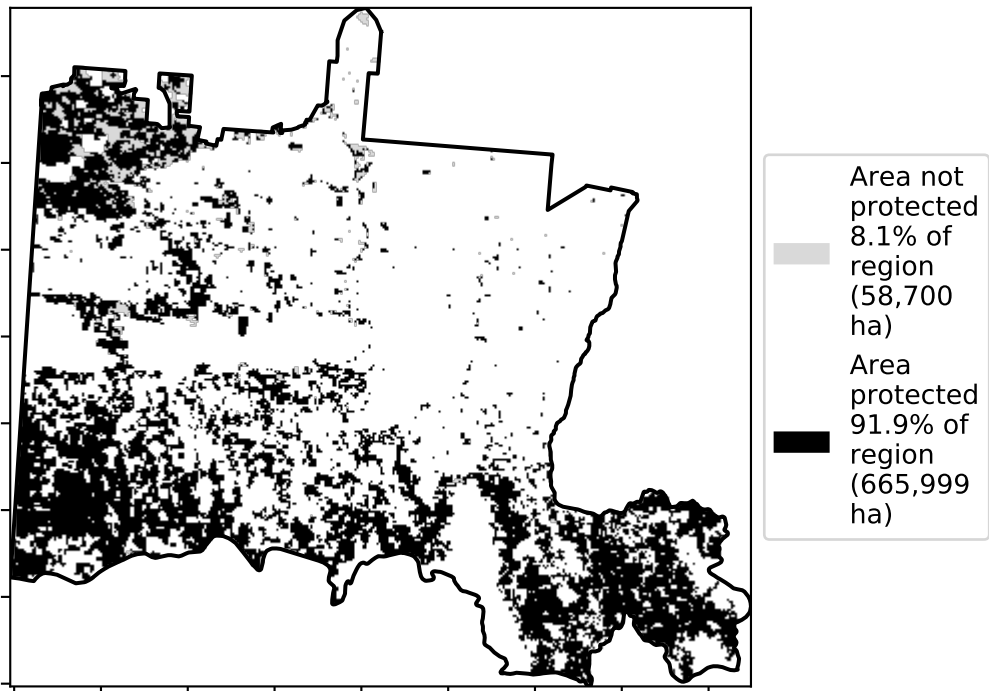 Area not
protected
8.1% of
region
(58,700
ha)
Area
protected
91.9% of
region
(665,999
ha)